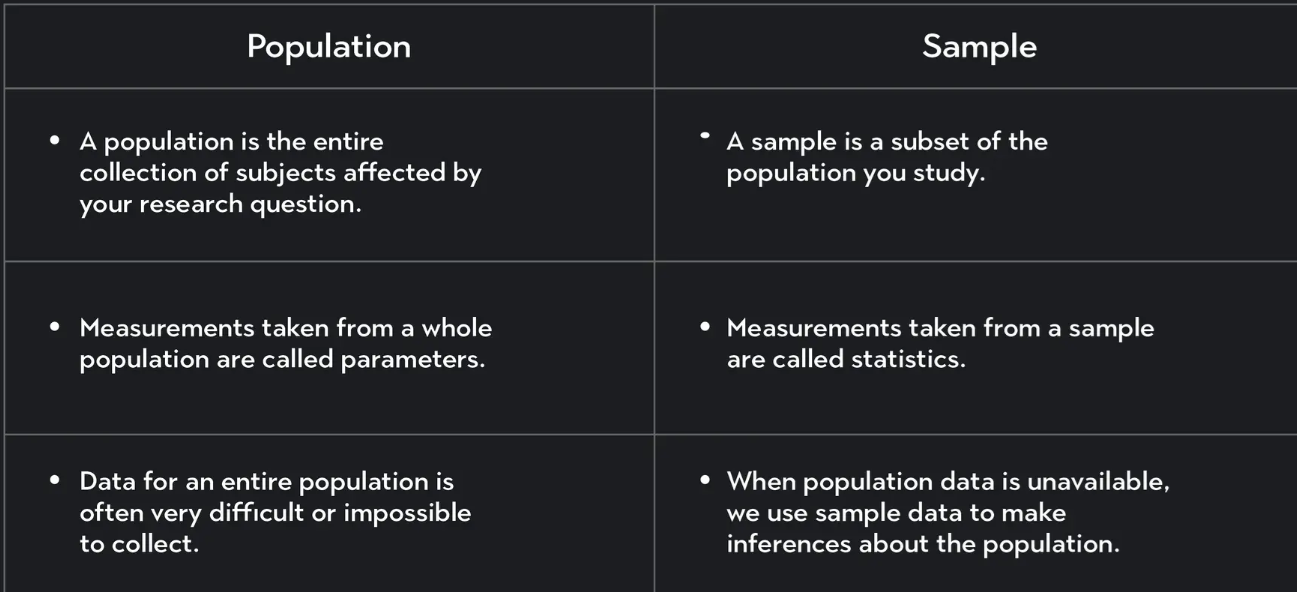 Population
Sample
• A population is the entire
collection of subjects affected by
your research question.
• A sample is a subset of the
population you study.
• Measurements taken from a whole
population are called parameters.
• Measurements taken from a sample
are called statistics.
• Data for an entire population is
often very difficult or impossible
to collect.
• When population data is unavailable,
we use sample data to make
inferences about the population.